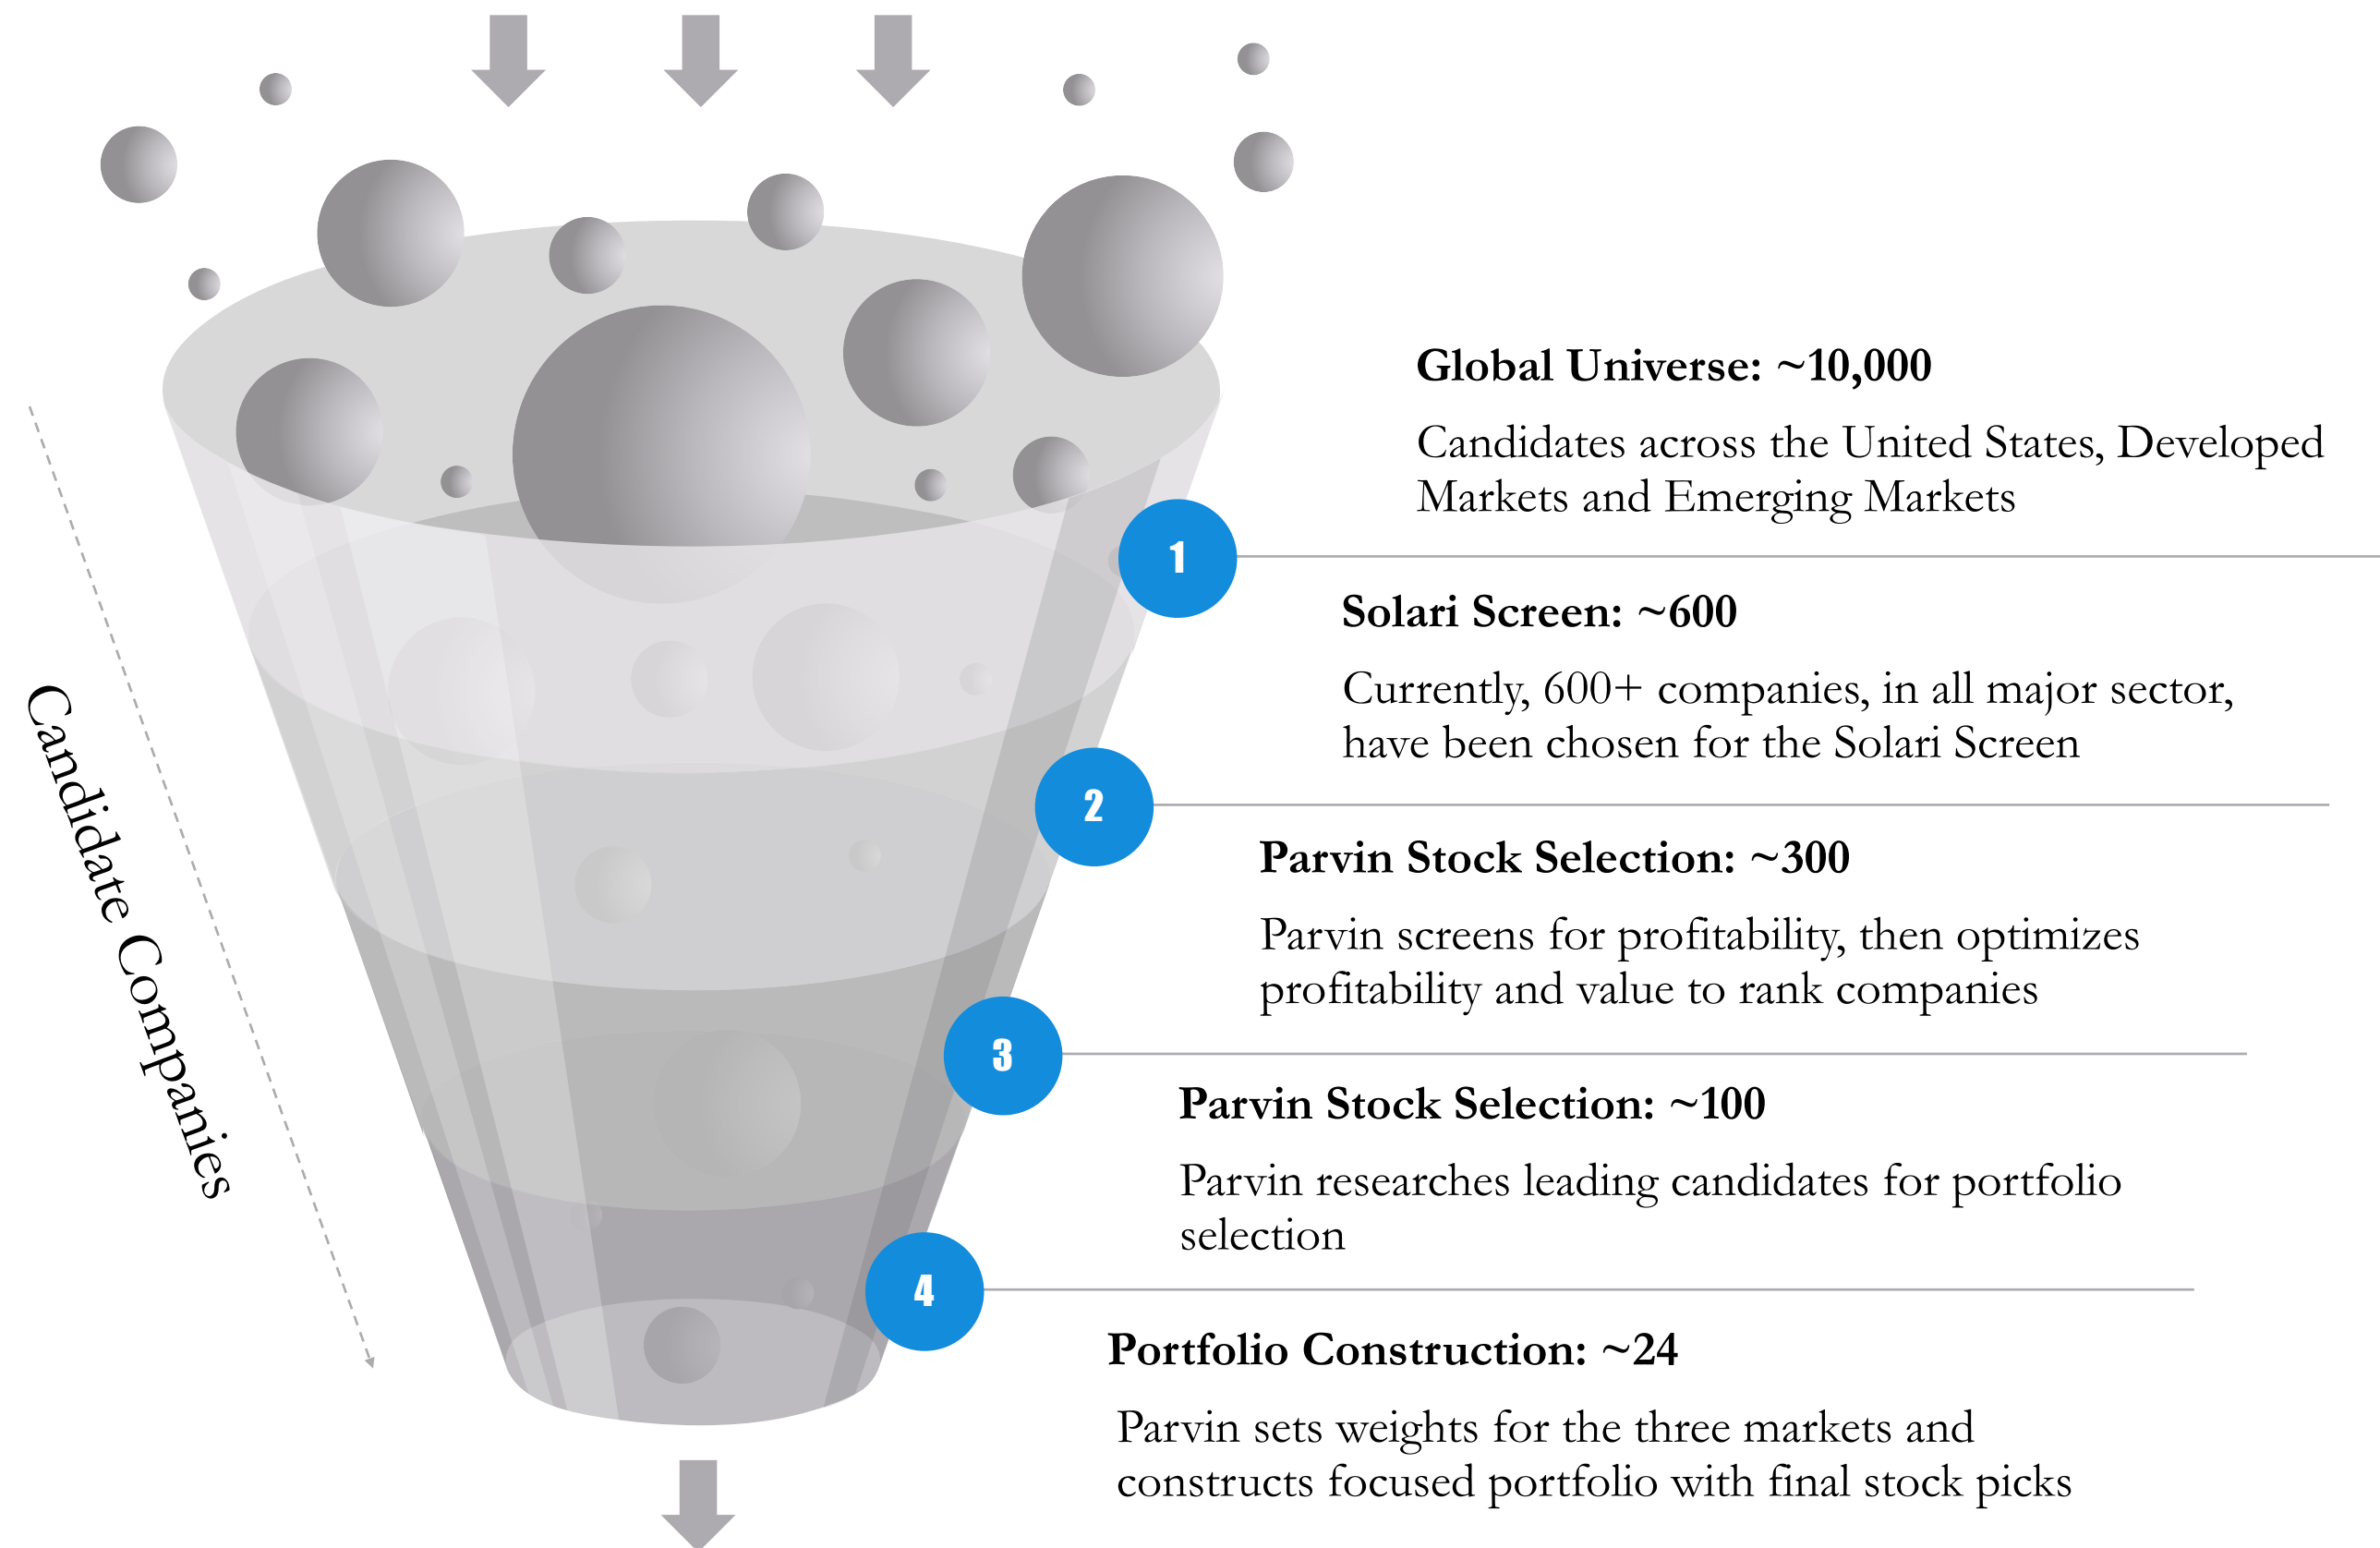 Global Universe: ~10,000
Candidates across the United States, Developed
Markets and Emerging Markets
1
Solari Screen: ~600
Currently, 600+ companies, in all major sector,
have been chosen for the Solari Screen
2
Parvin Stock Selection: ~300
Parvin screens for profitability, then optimizes
profitability and value to rank companies
3
Parvin Stock Selection: ~100
Parvin researches leading candidates for portfolio
selection
4
Portfolio Construction: ~24
Parvin sets weights for the three markets and
constructs focused portfolio with final stock picks
Candidate Companies